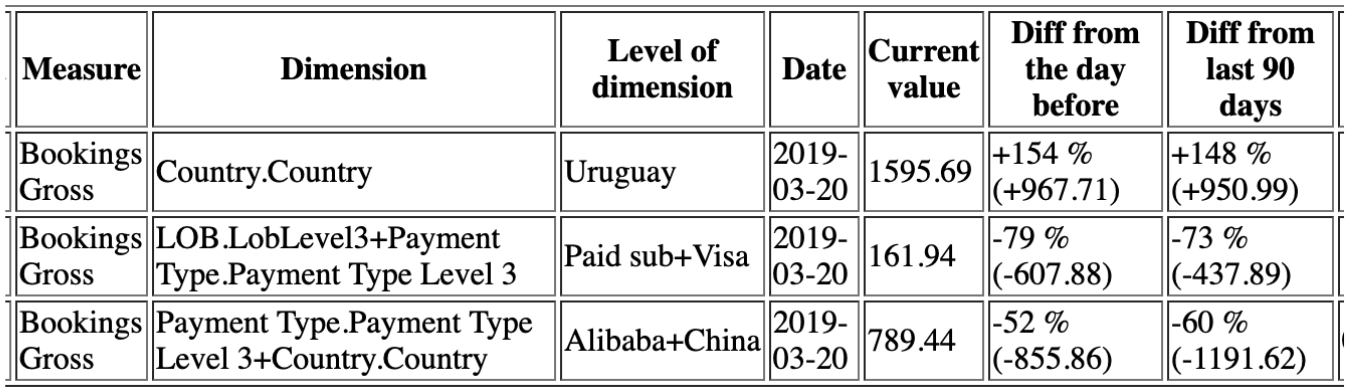 Measure Dimension Level of dimension Date Current value Diff from the day before Diff from last 90 days
Bookings Gross Country.Country Uruguay 2019-03-20 1595.69 +154 % (+967.71) +148 % (+950.99)
Bookings Gross LOB.LobLevel3+Payment Type.Payment Type Level 3 Paid sub+Visa 2019-03-20 161.94 -79 % (-607.88) -73 % (-437.89)
Bookings Gross Payment Type.Payment Type Level 3+Country.Country Alibaba+China 2019-03-20 789.44 -52 % (-855.86) -60 % (-1191.62)